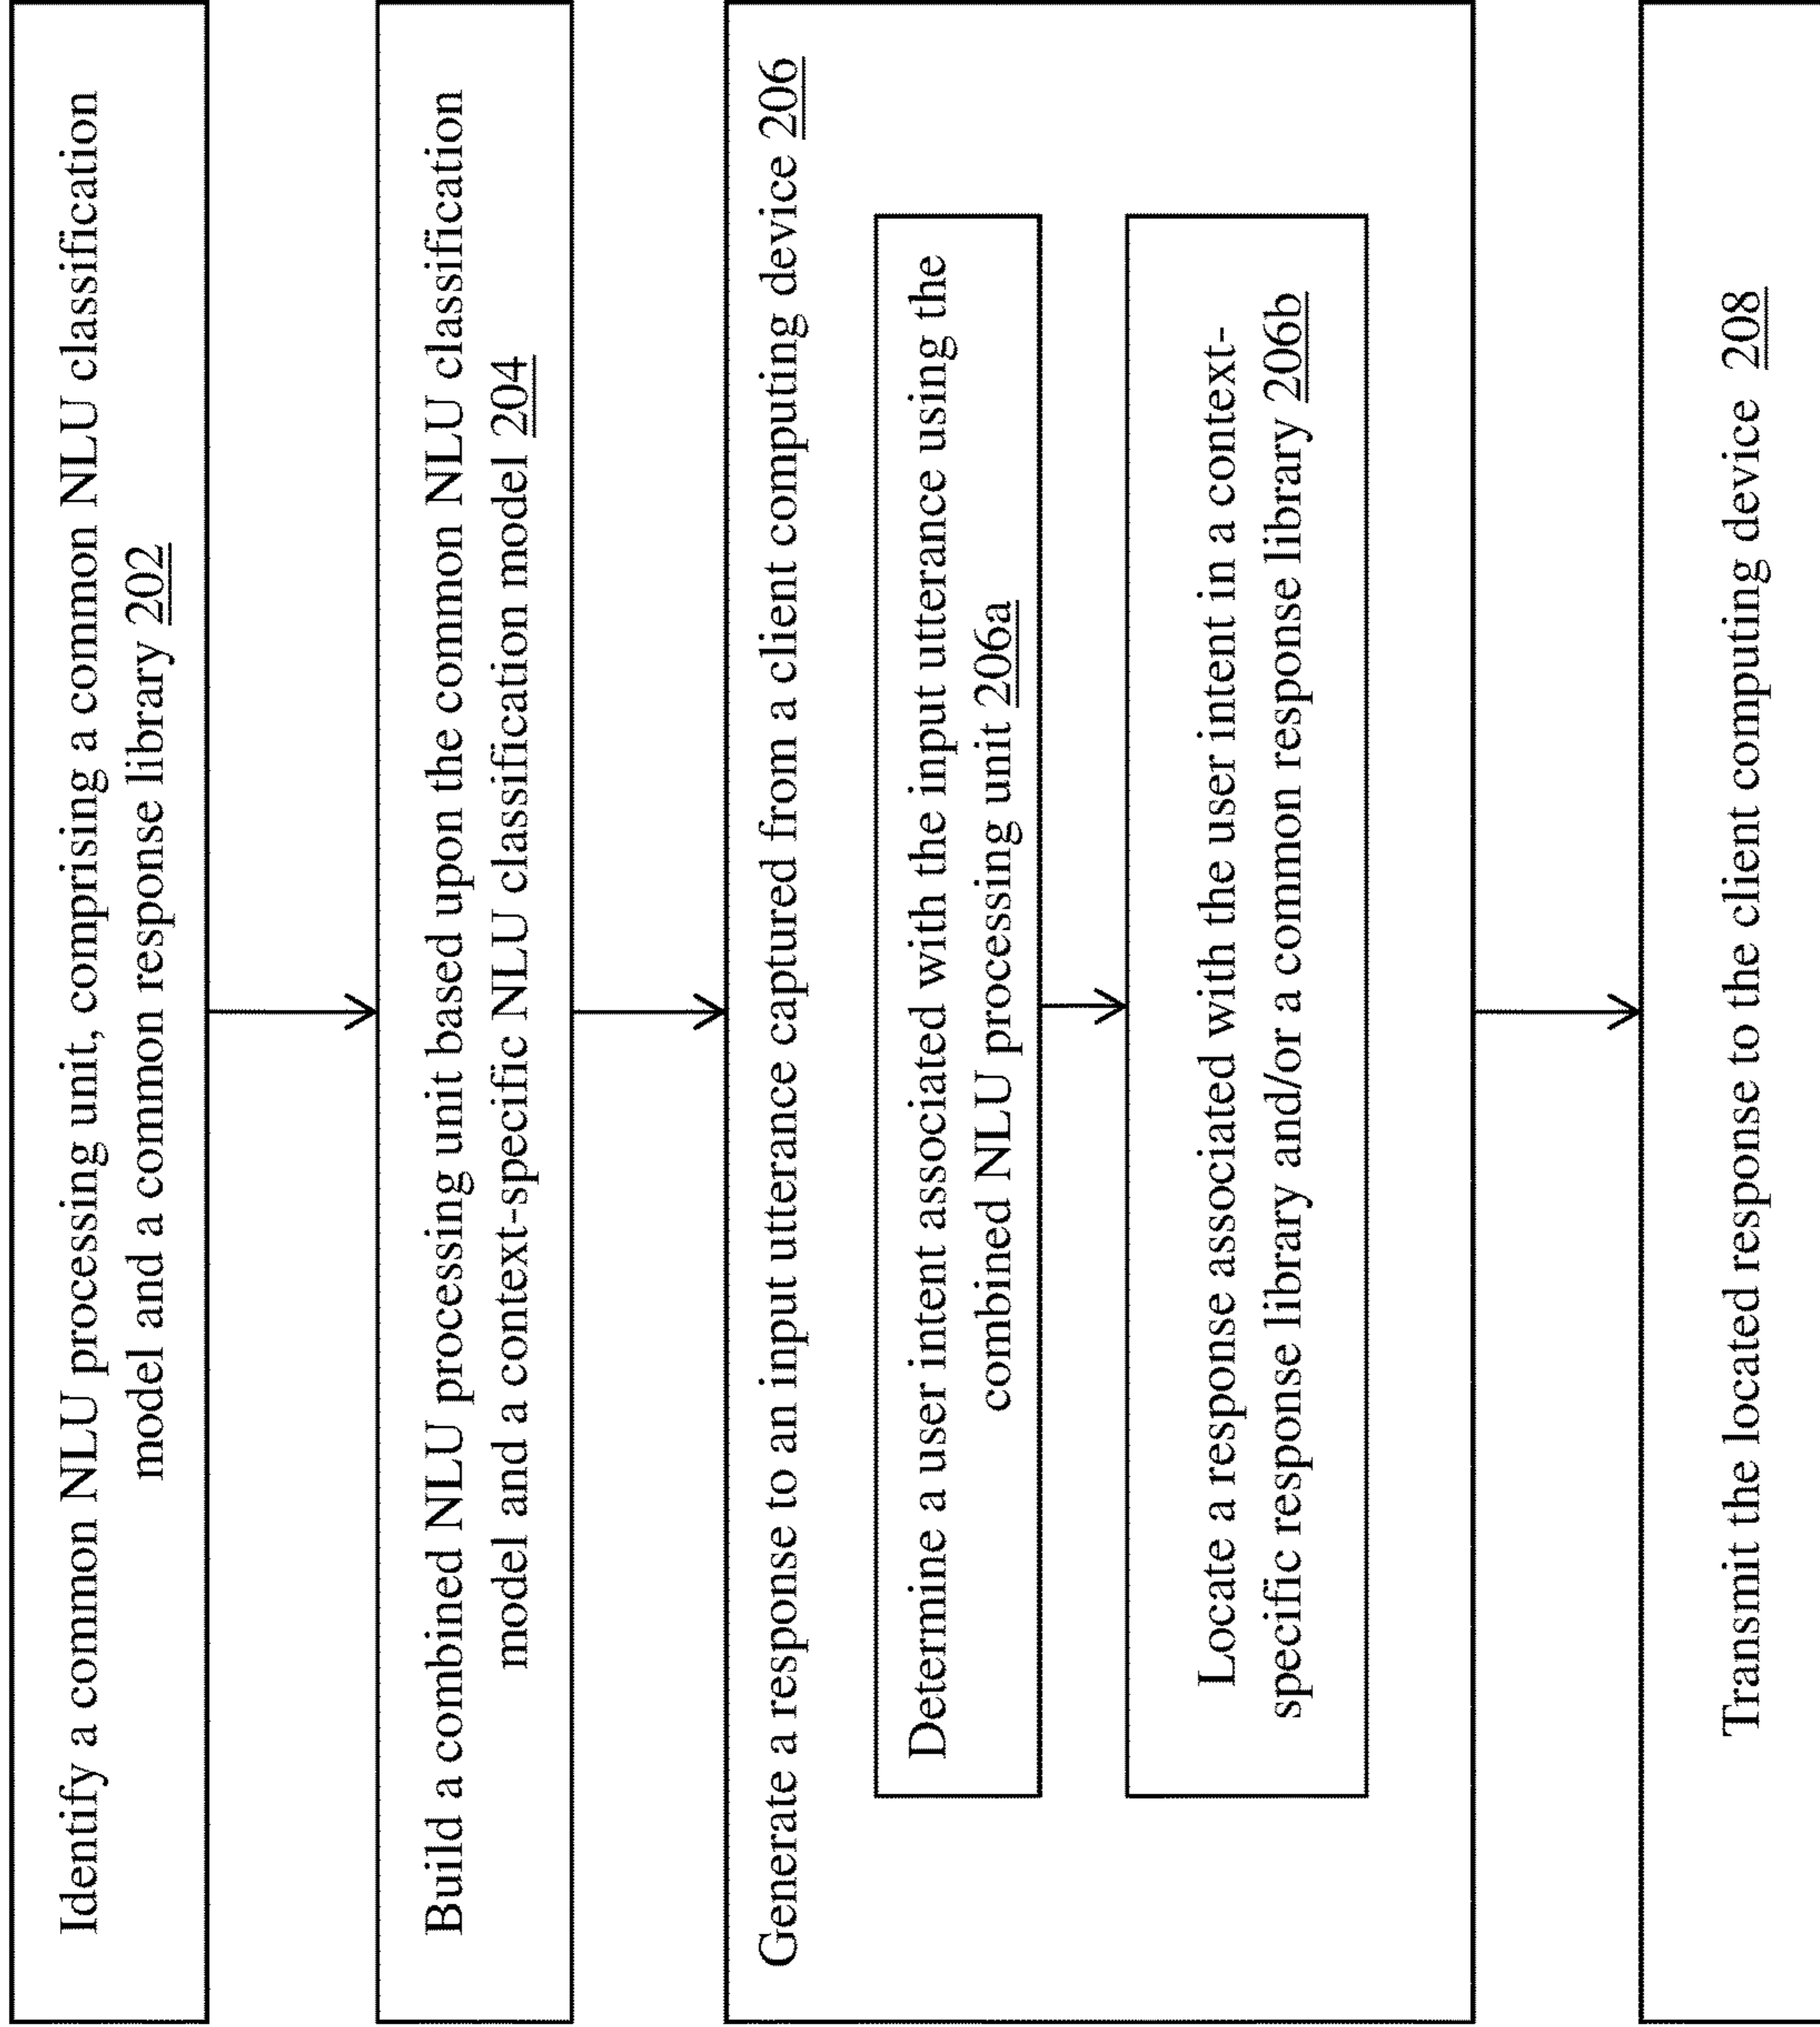 Identify a common NLU processing unit, comprising a common NLU classification
model and a common response library 202
Build a combined NLU processing unit based upon the common NLU classification
model and a context-specific NLU classification model 204
Generate a response to an input utterance captured from a client computing device 206
Determine a user intent associated with the input utterance using the
combined NLU processing unit 206a
Locate a response associated with the user intent in a context-
specific response library and/or a common response library 206b
Transmit the located response to the client computing device 208